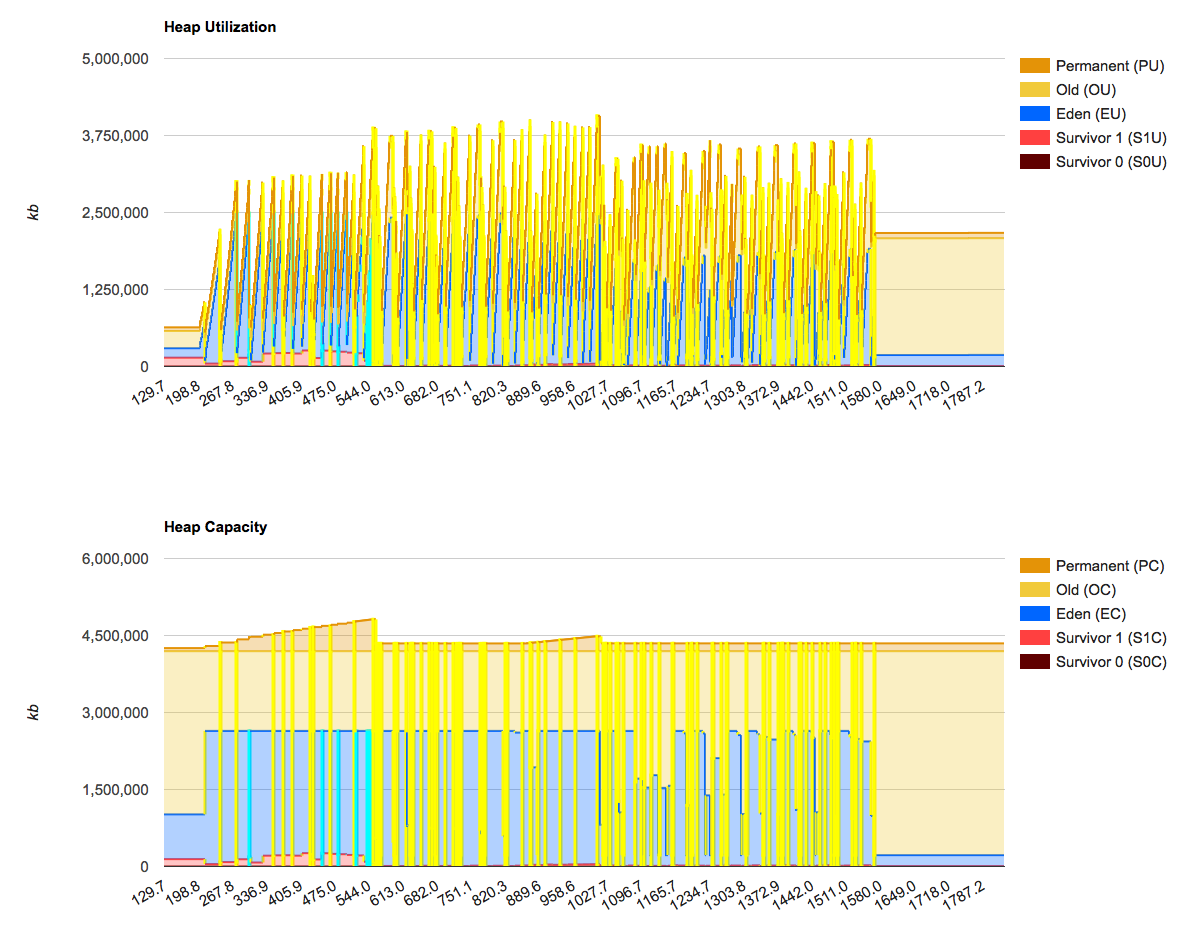 Heap Utilization
5,000,000
3,750,000
2,500,000
1,250,000
0
kb
129.7 198.8 267.8 336.9 405.9 475.0 544.0 613.0 682.0 751.1 820.3 889.6 958.6 1027.7 1096.7 1165.7 1234.7 1303.8 1372.9 1442.0 1511.0 1580.0 1649.0 1718.0 1787.2
Permanent (PU)
Old (OU)
Eden (EU)
Survivor 1 (S1U)
Survivor 0 (S0U)
Heap Capacity
6,000,000
4,500,000
3,000,000
1,500,000
0
kb
129.7 198.8 267.8 336.9 405.9 475.0 544.0 613.0 682.0 751.1 820.3 889.6 958.6 1027.7 1096.7 1165.7 1234.7 1303.8 1372.9 1442.0 1511.0 1580.0 1649.0 1718.0 1787.2
Permanent (PC)
Old (OC)
Eden (EC)
Survivor 1 (S1C)
Survivor 0 (S0C)